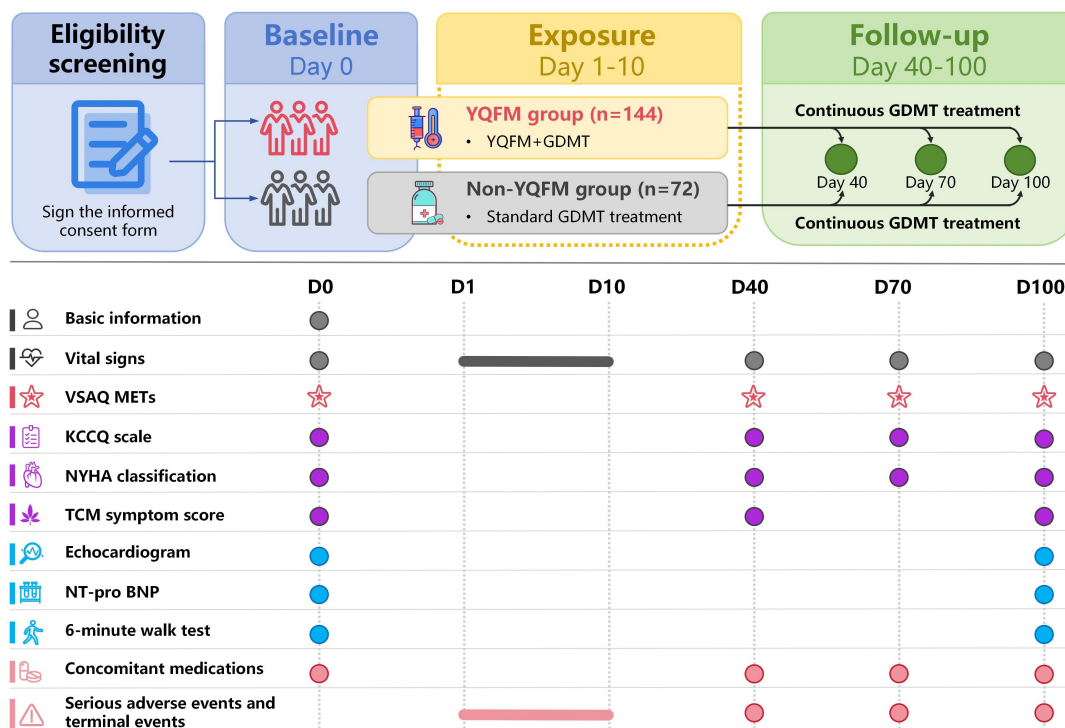 Eligibility
screening
Sign the informed
consent form
Baseline
Day 0
Exposure
Day 1-10
YQFM group (n=144)
• YQFM+GDMT
Non-YQFM group (n=72)
• Standard GDMT treatment
Follow-up
Day 40-100
Continuous GDMT treatment
Day 40 Day 70 Day 100
Continuous GDMT treatment
D0 D1 D10 D40 D70 D100
Basic information
Vital signs
VSAQ METs
KCCQ scale
NYHA classification
TCM symptom score
Echocardiogram
NT-pro BNP
6-minute walk test
Concomitant medications
Serious adverse events and
terminal events